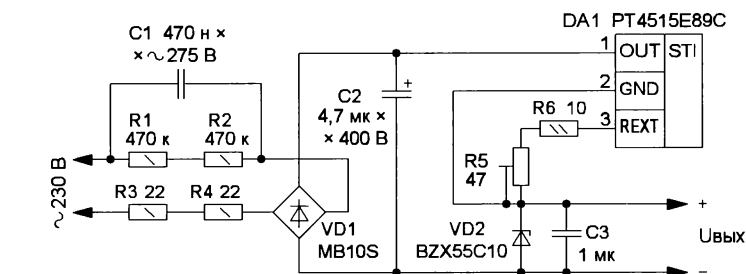 DA1 PT4515E89C
C1 470 н ×
× ~275 В
1 OUT STI
2 GND
C2
4,7 мк ×
× 400 В
+
R6 10
3 REXT
R1
470 к
R2
470 к
R5
47
~230 В
R3 22
R4 22
+
VD1
MB10S
VD2
BZX55C10
C3
1 мк
Uвых
–